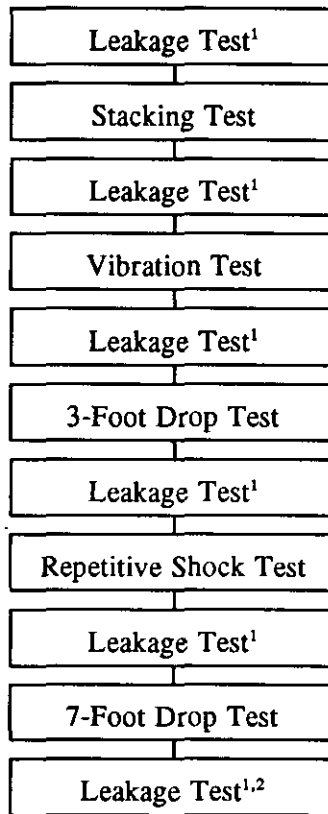 Leakage Test¹
Stacking Test
Leakage Test¹
Vibration Test
Leakage Test¹
3-Foot Drop Test
Leakage Test¹
Repetitive Shock Test
Leakage Test¹
7-Foot Drop Test
Leakage Test¹,²